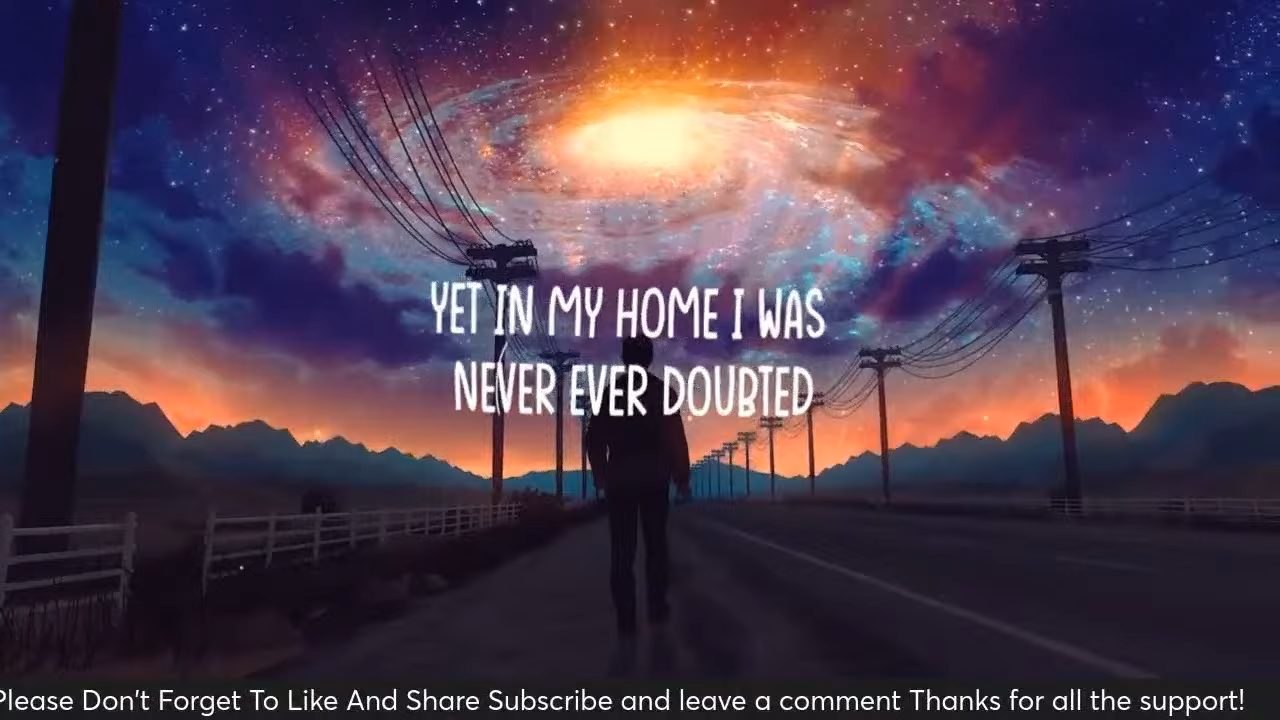 YET IN MY HOME I WAS
NEVER EVER DOUBTED
Please Don't Forget To Like And Share Subscribe and leave a comment Thanks for all the support!